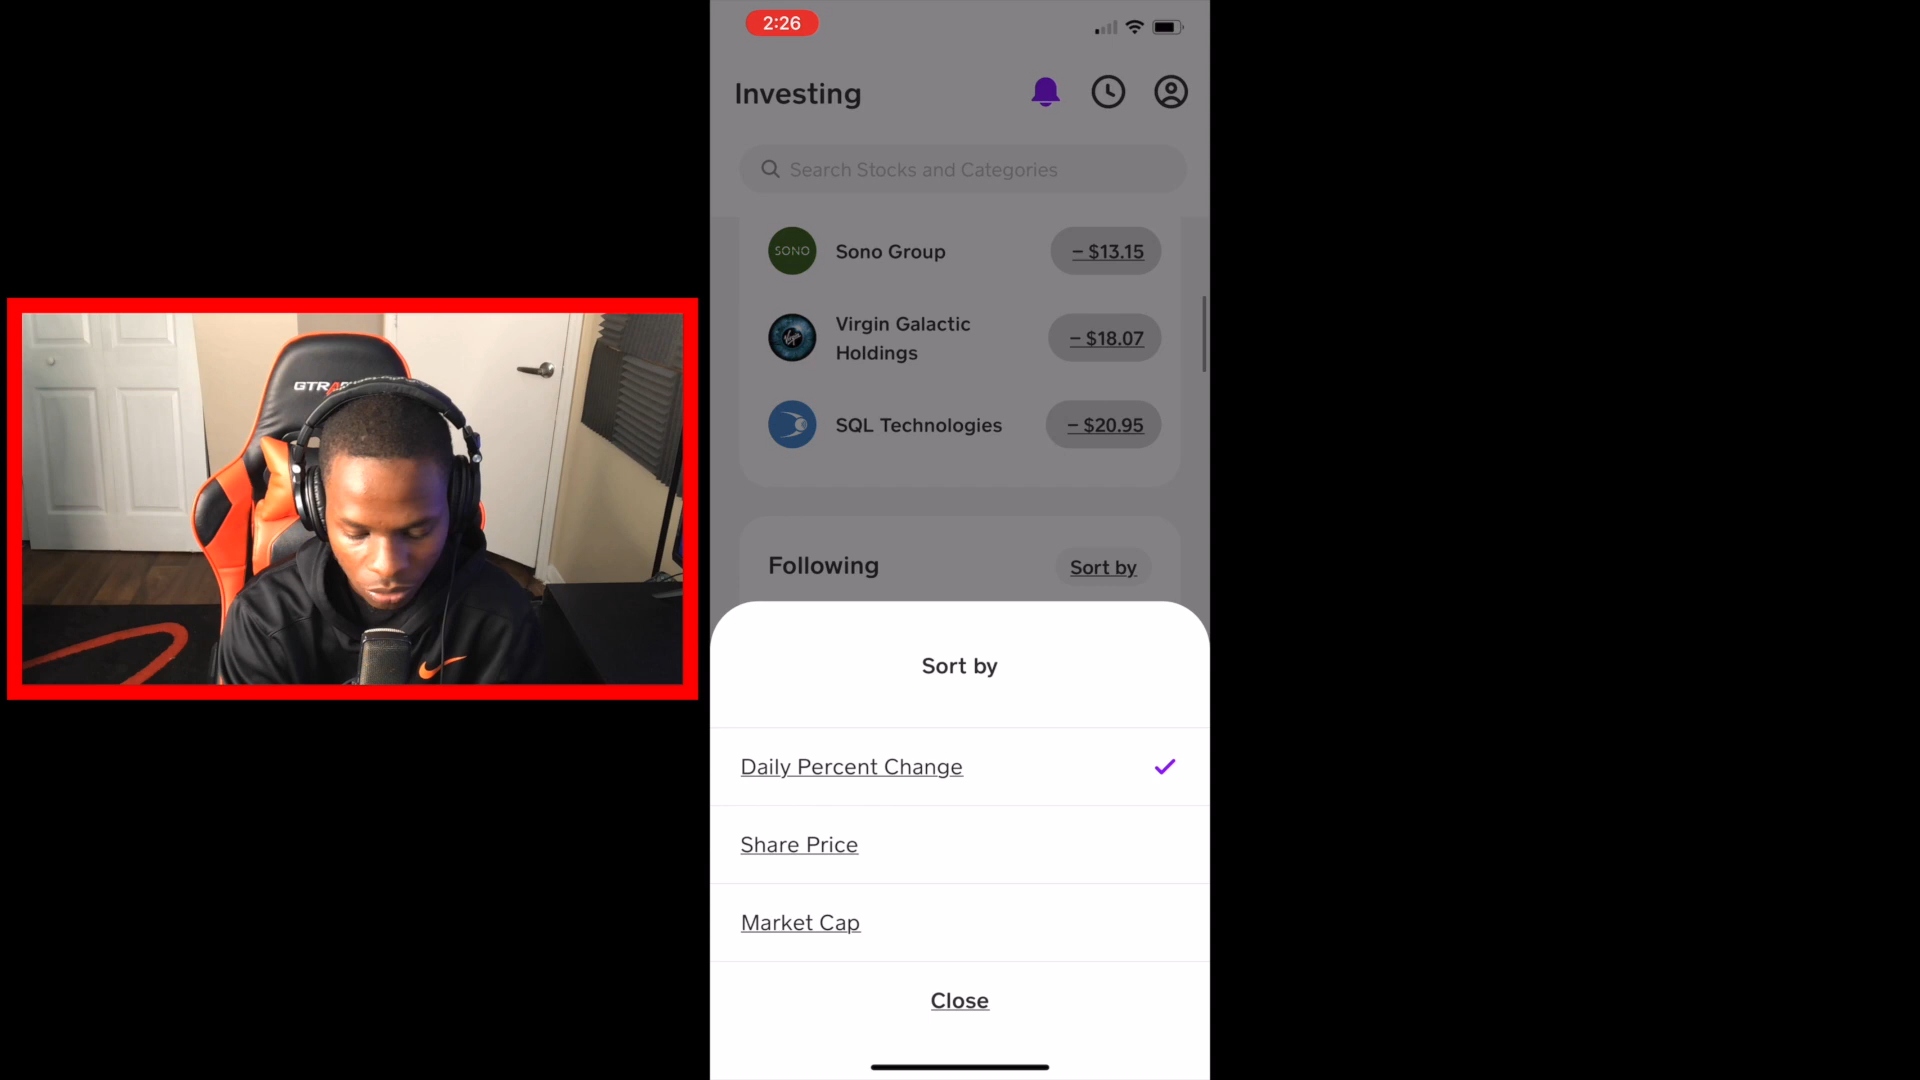 2:26
Investing
Search Stocks and Categories
SONO
Sono Group
– $13.15
Virgin Galactic
Holdings
– $18.07
SQL Technologies
– $20.95
Following
Sort by
Sort by
Daily Percent Change
Share Price
Market Cap
Close